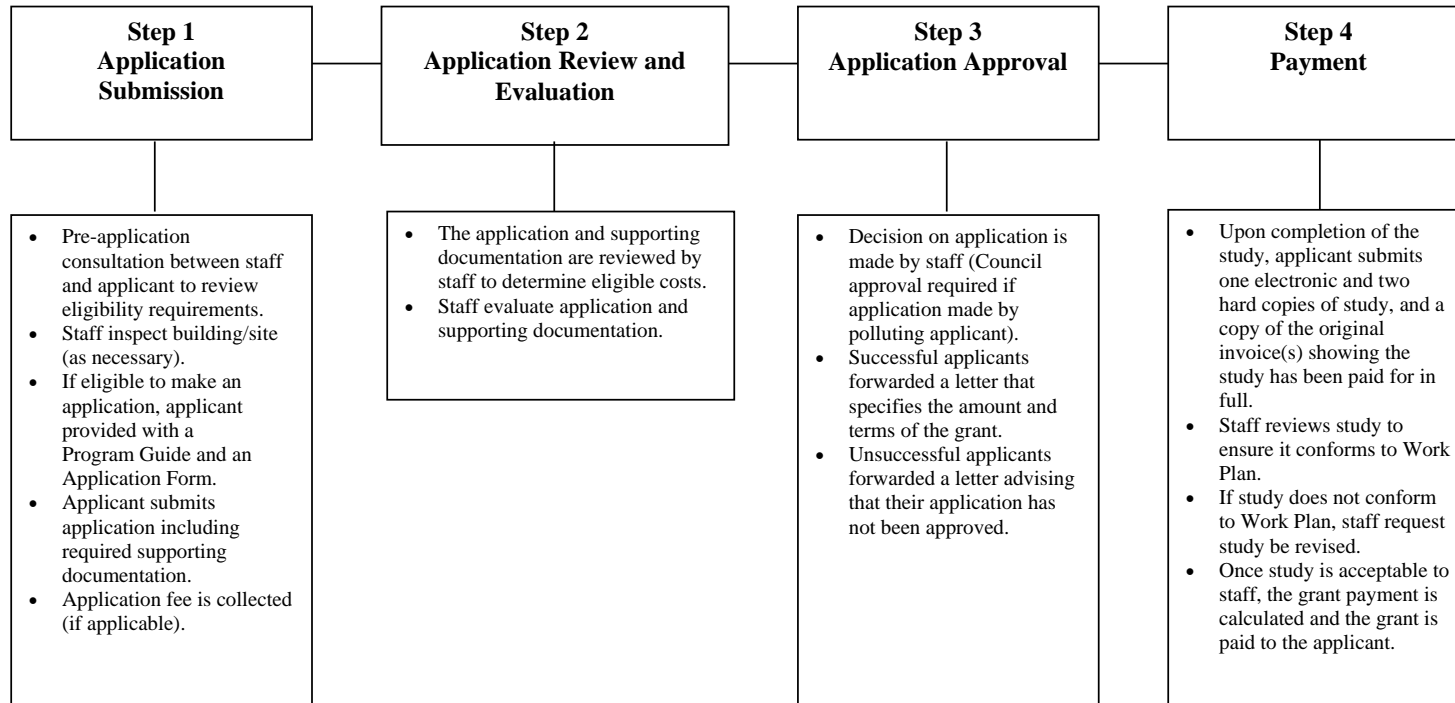 Step 1
Application
Submission
Step 2
Application Review and
Evaluation
Step 3
Application Approval
Step 4
Payment
• Pre-application
consultation between staff
and applicant to review
eligibility requirements.
• Staff inspect building/site
(as necessary).
• If eligible to make an
application, applicant
provided with a
Program Guide and an
Application Form.
• Applicant submits
application including
required supporting
documentation.
• Application fee is collected
(if applicable).
• The application and supporting
documentation are reviewed by
staff to determine eligible costs.
• Staff evaluate application and
supporting documentation.
• Decision on application is
made by staff (Council
approval required if
application made by
polluting applicant).
• Successful applicants
forwarded a letter that
specifies the amount and
terms of the grant.
• Unsuccessful applicants
forwarded a letter advising
that their application has
not been approved.
• Upon completion of the
study, applicant submits
one electronic and two
hard copies of study, and a
copy of the original
invoice(s) showing the
study has been paid for in
full.
• Staff reviews study to
ensure it conforms to Work
Plan.
• If study does not conform
to Work Plan, staff request
study be revised.
• Once study is acceptable to
staff, the grant payment is
calculated and the grant is
paid to the applicant.